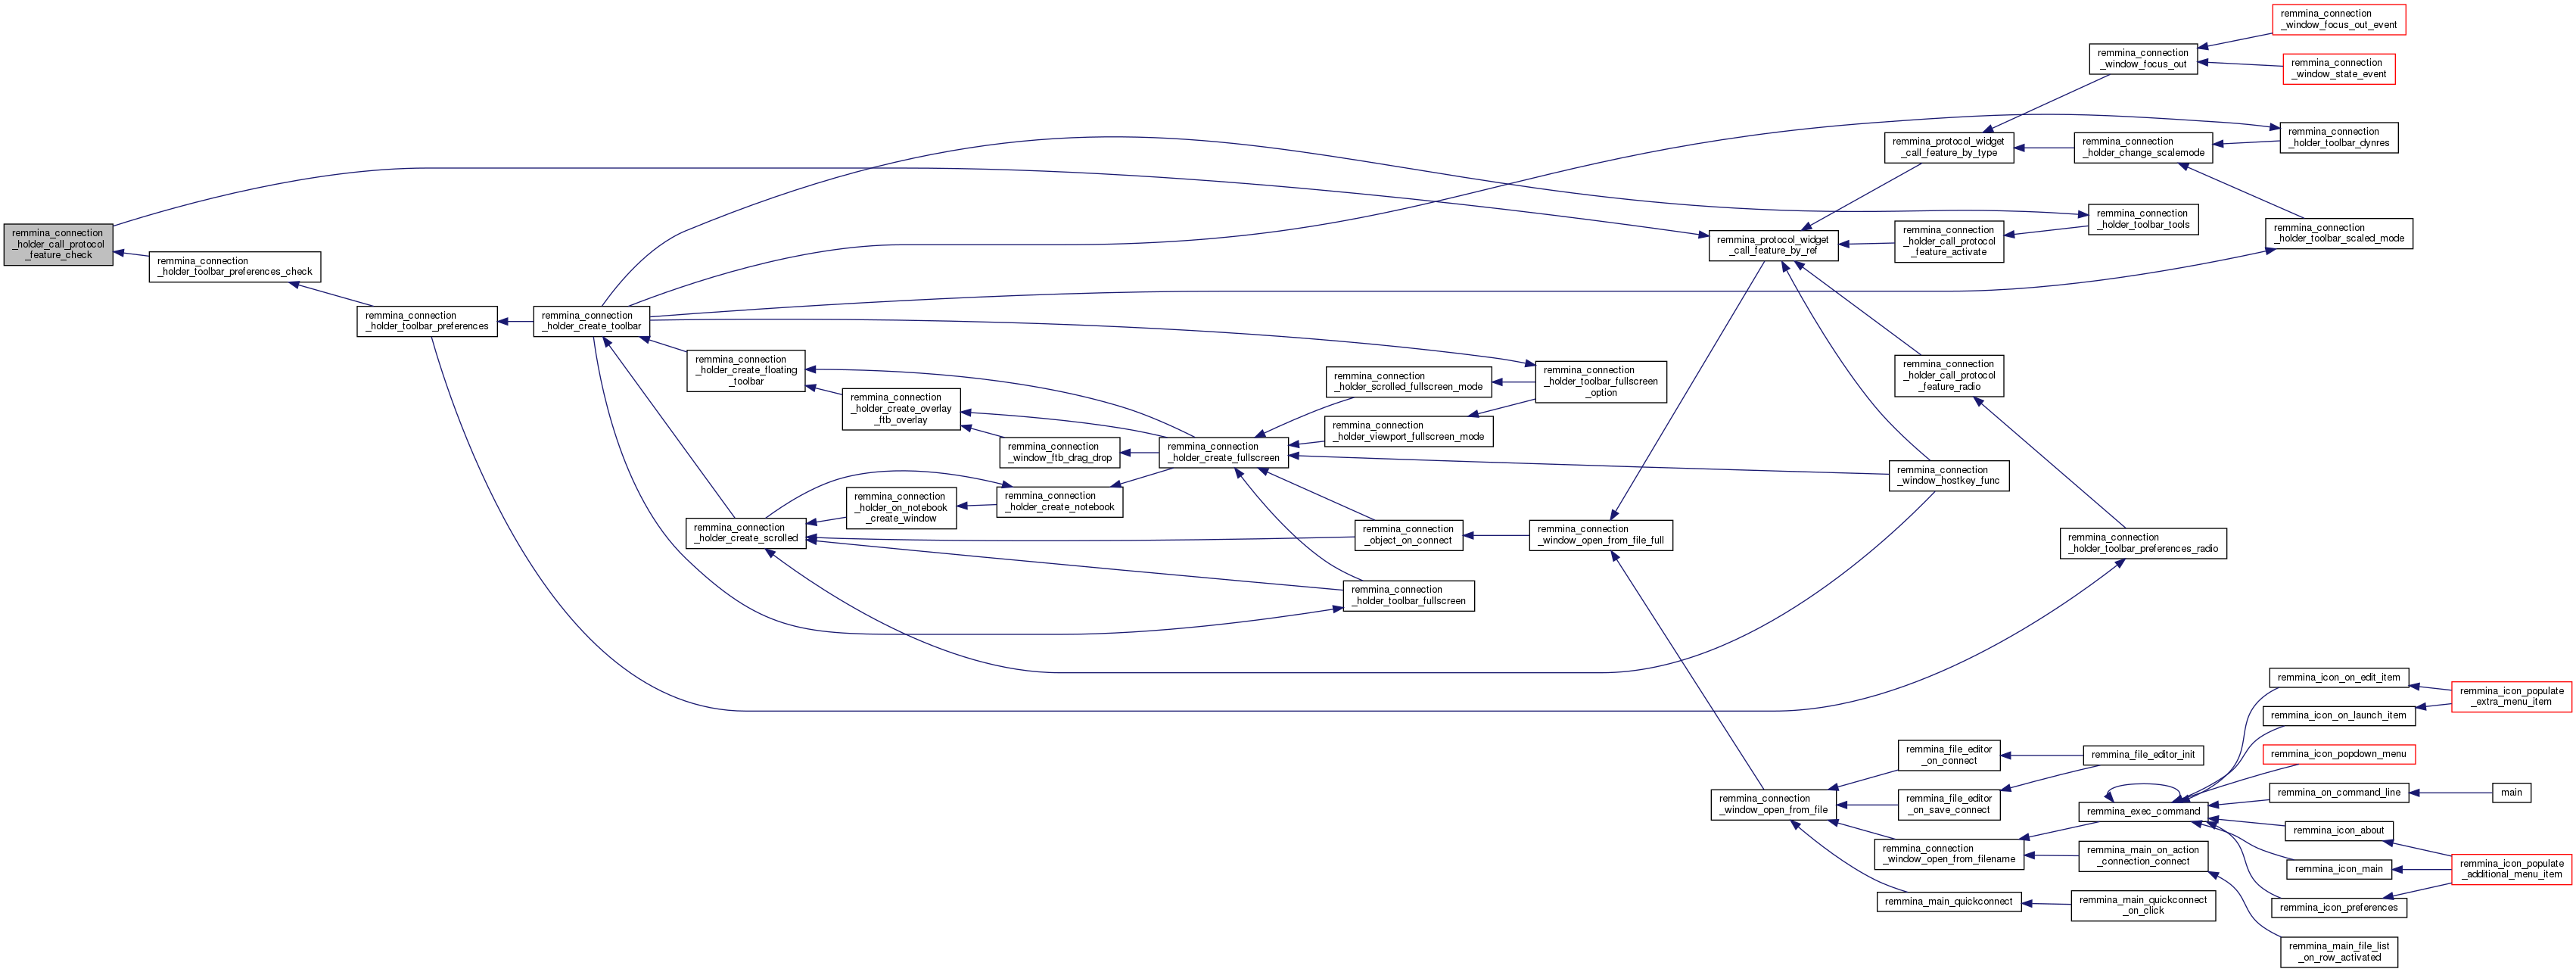 remmina_connection
_holder_call_protocol
_feature_check
remmina_connection
_holder_toolbar_preferences_check
remmina_connection
_holder_toolbar_preferences
remmina_connection
_holder_create_toolbar
remmina_connection
_holder_create_floating
_toolbar
remmina_connection
_holder_create_overlay
_ftb_overlay
remmina_connection
_window_ftb_drag_drop
remmina_connection
_holder_create_scrolled
remmina_connection
_holder_on_notebook
_create_window
remmina_connection
_holder_create_notebook
remmina_connection
_holder_create_fullscreen
remmina_connection
_holder_scrolled_fullscreen_mode
remmina_connection
_holder_viewport_fullscreen_mode
remmina_connection
_object_on_connect
remmina_connection
_holder_toolbar_fullscreen
remmina_connection
_holder_toolbar_fullscreen
_option
remmina_connection
_window_open_from_file_full
remmina_protocol_widget
_call_feature_by_ref
remmina_connection
_window_open_from_file
remmina_protocol_widget
_call_feature_by_type
remmina_connection
_holder_call_protocol
_feature_activate
remmina_connection
_holder_call_protocol
_feature_radio
remmina_connection
_window_hostkey_func
remmina_connection
_window_focus_out
remmina_connection
_window_focus_out_event
remmina_connection
_window_state_event
remmina_connection
_holder_change_scalemode
remmina_connection
_holder_toolbar_dynres
remmina_connection
_holder_toolbar_tools
remmina_connection
_holder_toolbar_scaled_mode
remmina_connection
_holder_toolbar_preferences_radio
remmina_file_editor
_on_connect
remmina_file_editor
_on_save_connect
remmina_file_editor_init
remmina_connection
_window_open_from_filename
remmina_main_quickconnect
remmina_exec_command
remmina_main_on_action
_connection_connect
remmina_main_quickconnect
_on_click
remmina_icon_on_edit_item
remmina_icon_on_launch_item
remmina_icon_populate
_extra_menu_item
remmina_icon_popdown_menu
remmina_on_command_line
main
remmina_icon_about
remmina_icon_main
remmina_icon_preferences
remmina_icon_populate
_additional_menu_item
remmina_main_file_list
_on_row_activated